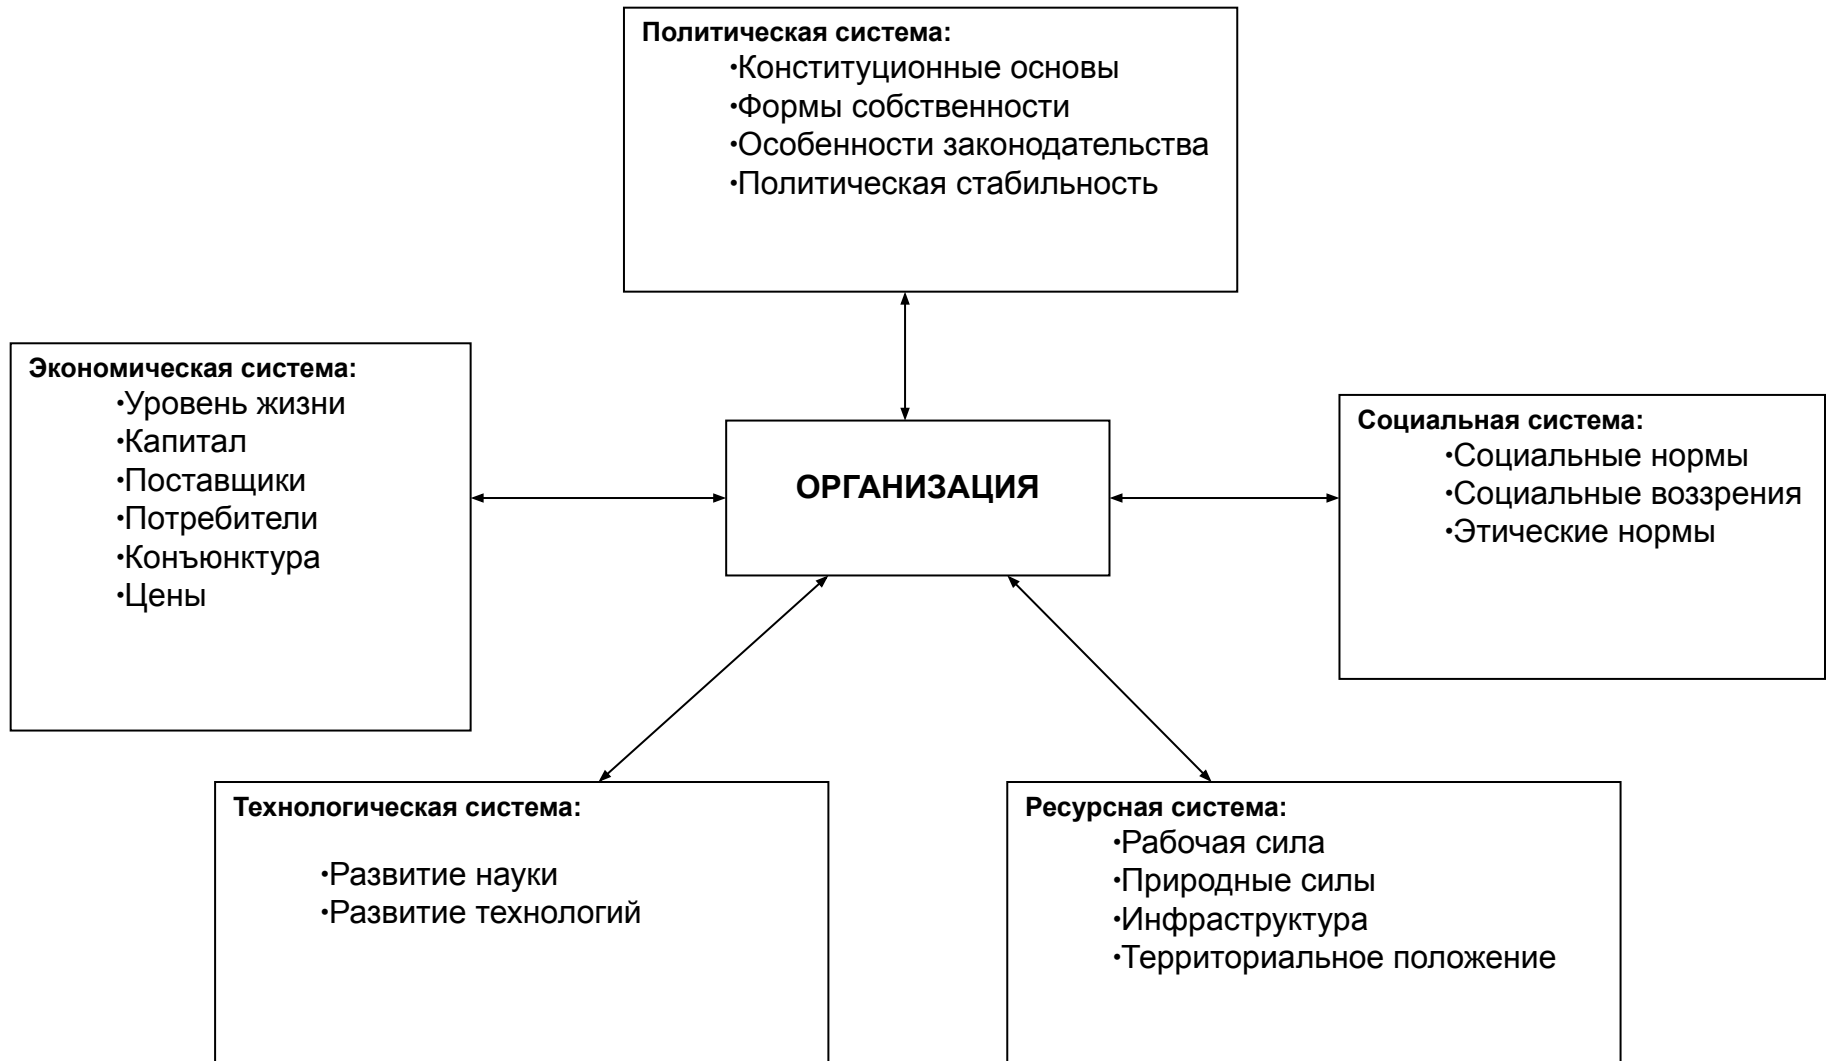 Политическая система:
·Конституционные основы
·Формы собственности
·Особенности законодательства
·Политическая стабильность
Экономическая система:
·Уровень жизни
·Капитал
·Поставщики
·Потребители
·Конъюнктура
·Цены
ОРГАНИЗАЦИЯ
Социальная система:
·Социальные нормы
·Социальные воззрения
·Этические нормы
Технологическая система:
·Развитие науки
·Развитие технологий
Ресурсная система:
·Рабочая сила
·Природные силы
·Инфраструктура
·Территориальное положение